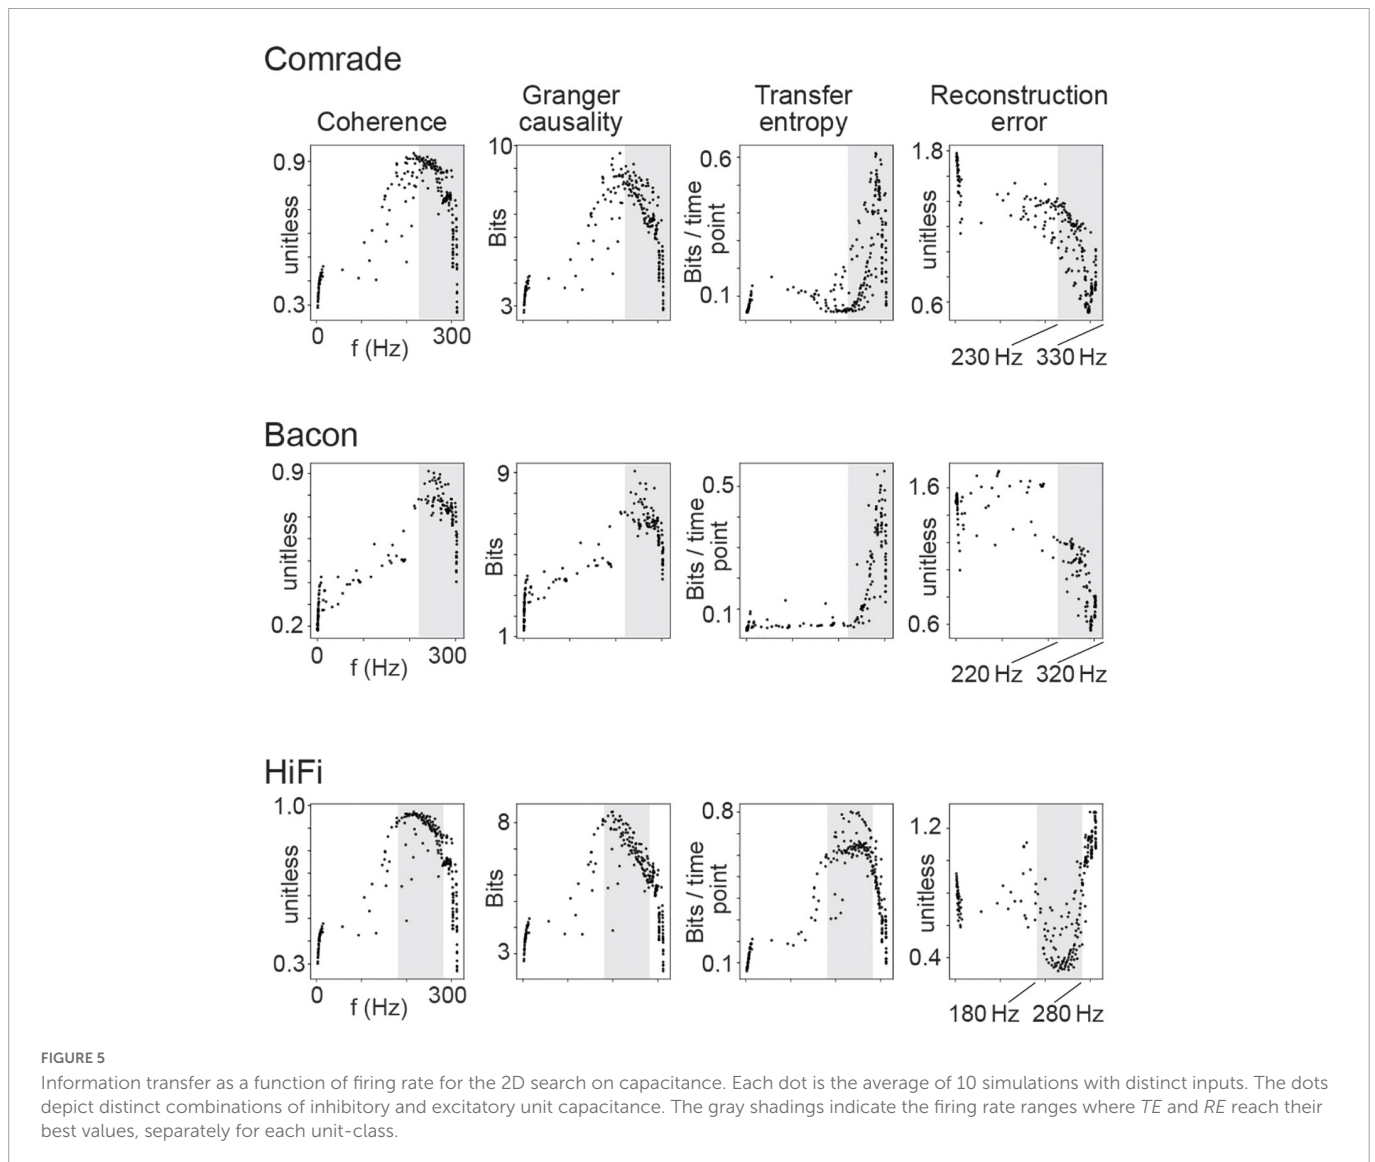 Comrade
Coherence
Granger
causality
Transfer
entropy
Reconstruction
error
0.9
unitless
0.3
0
300
f (Hz)
10
Bits
3
0.6
Bits / time
point
0.1
1.8
unitless
0.6
230 Hz
330 Hz
Bacon
0.9
unitless
0.2
0
300
f (Hz)
9
Bits
1
0.5
Bits / time
point
0.1
1.6
unitless
0.6
220 Hz
320 Hz
HiFi
1.0
unitless
0.3
0
300
f (Hz)
8
Bits
3
0.8
Bits / time
point
0.1
1.2
unitless
0.4
180 Hz
280 Hz
FIGURE 5
Information transfer as a function of firing rate for the 2D search on capacitance. Each dot is the average of 10 simulations with distinct inputs. The dots
depict distinct combinations of inhibitory and excitatory unit capacitance. The gray shadings indicate the firing rate ranges where TE and RE reach their
best values, separately for each unit-class.